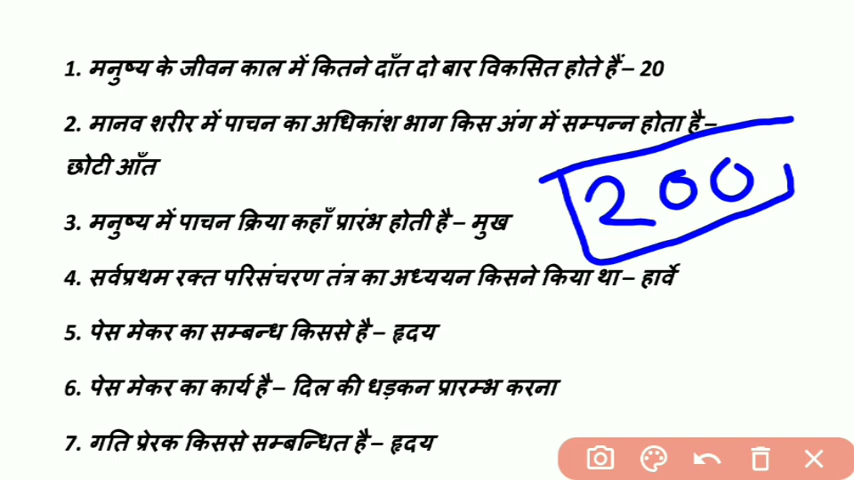 1. मनुष्य के जीवन काल में कितने दाँत दो बार विकसित होते हैं– 20
2. मानव शरीर में पाचन का अधिकांश भाग किस अंग में सम्पन्न होता है–
छोटी आँत
200
3. मनुष्य में पाचन क्रिया कहाँ प्रारंभ होती है – मुख
4. सर्वप्रथम रक्त परिसंचरण तंत्र का अध्ययन किसने किया था – हार्वे
5. पेस मेकर का सम्बन्ध किससे है – हृदय
6. पेस मेकर का कार्य है – दिल की धड़कन प्रारम्भ करना
7. गति प्रेरक किससे सम्बन्धित है – हृदय